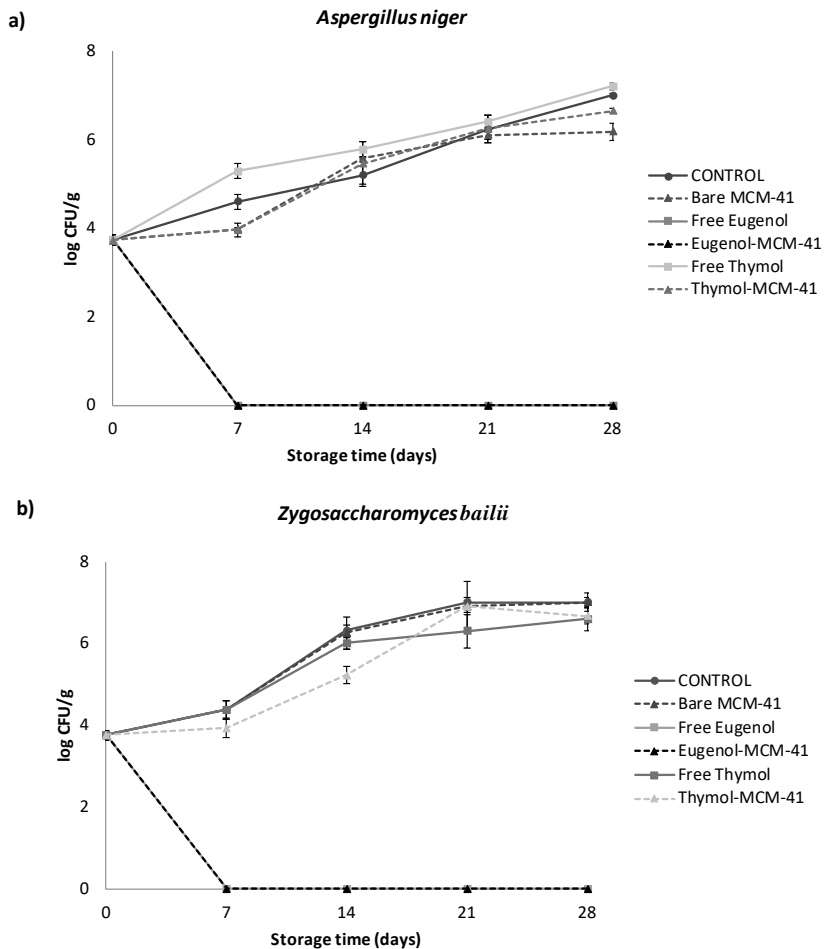 a)
Aspergillus niger
8
6
4
2
0
log CFU/g
0 7 14 21 28
Storage time (days)
CONTROL
Bare MCM-41
Free Eugenol
Eugenol-MCM-41
Free Thymol
Thymol-MCM-41
b)
Zygosaccharomyces bailii
8
6
4
2
0
log CFU/g
0 7 14 21 28
Storage time (days)
CONTROL
Bare MCM-41
Free Eugenol
Eugenol-MCM-41
Free Thymol
Thymol-MCM-41